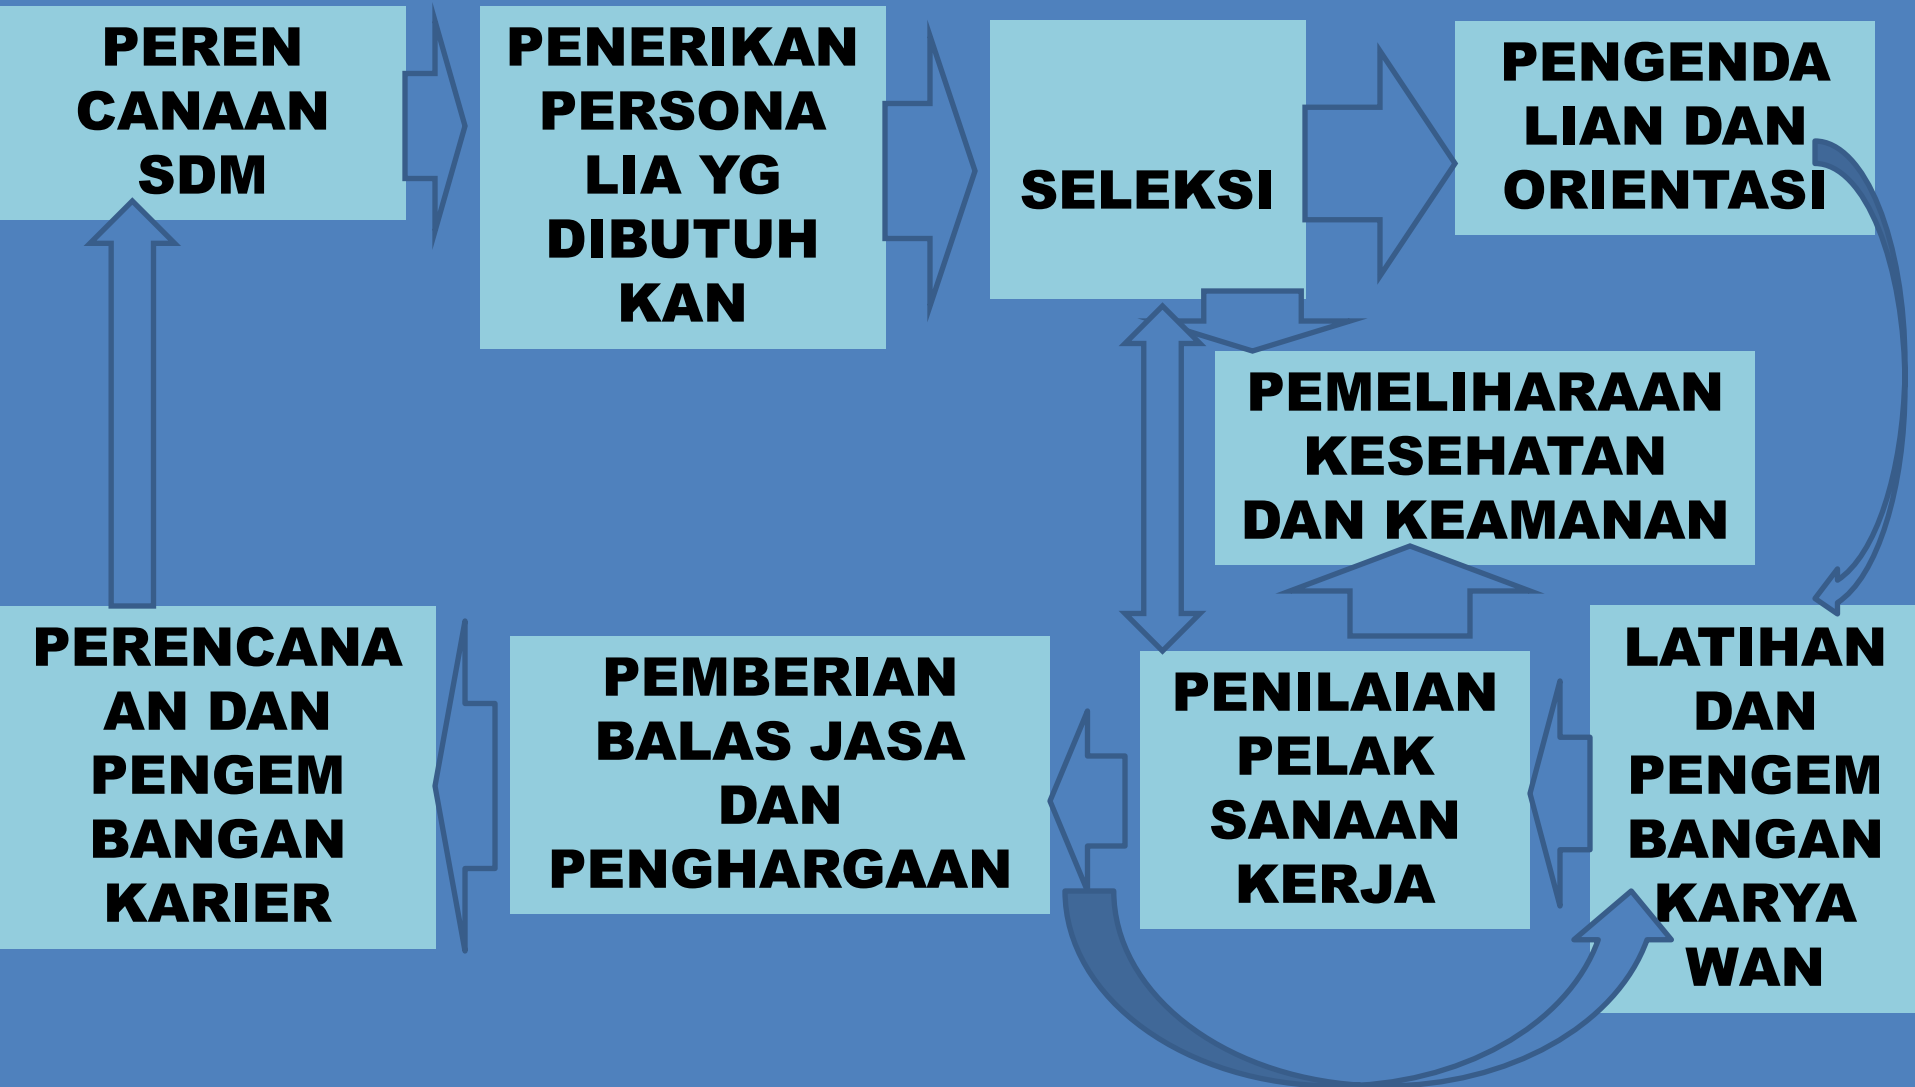 PEREN
CANAAN
SDM
PENERIKAN
PERSONA
LIA YG
DIBUTUH
KAN
SELEKSI
PENGENDA
LIAN DAN
ORIENTASI
PEMELIHARAAN
KESEHATAN
DAN KEAMANAN
PERENCANA
AN DAN
PENGEM
BANGAN
KARIER
PEMBERIAN
BALAS JASA
DAN
PENGHARGAAN
PENILAIAN
PELAK
SANAAN
KERJA
LATIHAN
DAN
PENGEM
BANGAN
KARYA
WAN